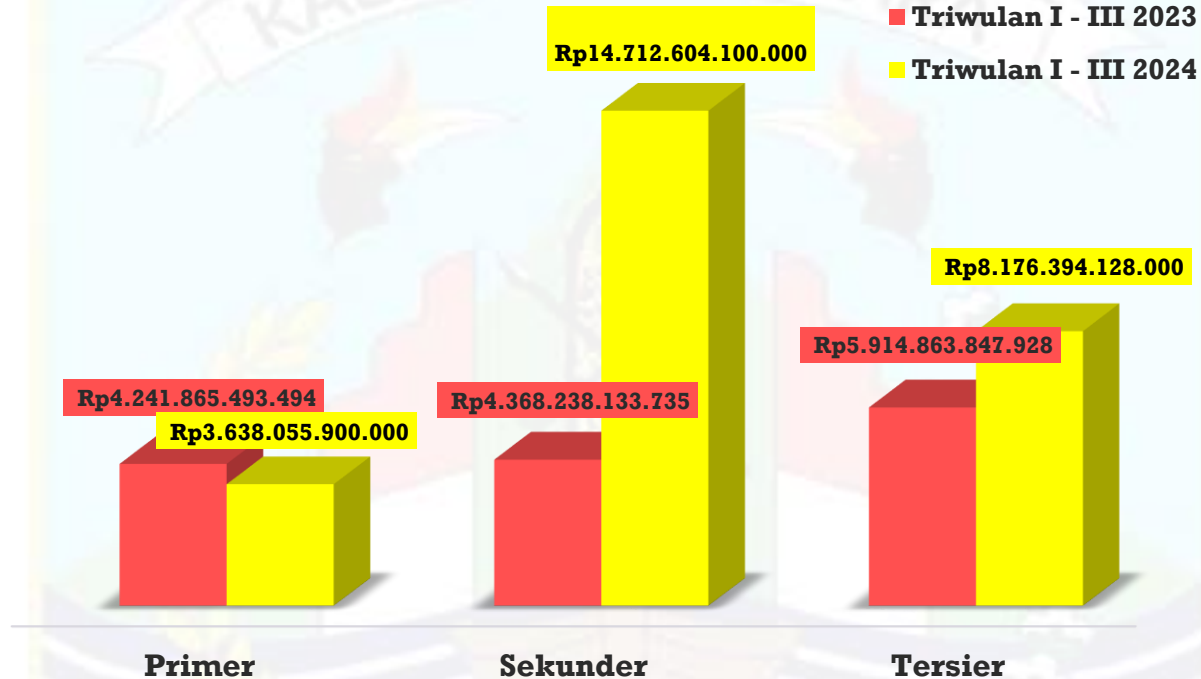 Triwulan I - III 2023
Triwulan I - III 2024
Rp14.712.604.100.000
Rp8.176.394.128.000
Rp5.914.863.847.928
Rp4.241.865.493.494
Rp4.368.238.133.735
Rp3.638.055.900.000
Primer
Sekunder
Tersier